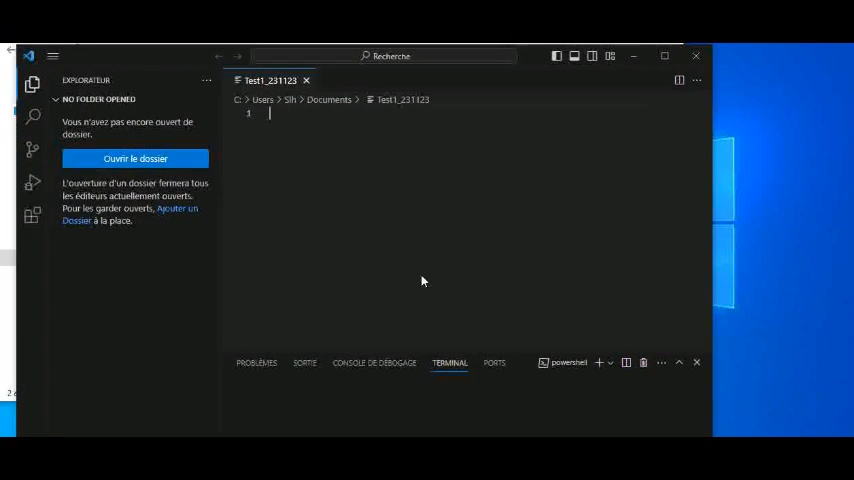 Recherche
EXPLORATEUR
Test1_231123
NO FOLDER OPENED
C: > Users > Slh > Documents > Test1_231123
1
Vous n'avez pas encore ouvert de
dossier.
Ouvrir le dossier
L'ouverture d'un dossier fermera tous
les éditeurs actuellement ouverts.
Pour les garder ouverts, Ajouter un
Dossier à la place.
PROBLÈMES SORTIE CONSOLE DE DÉBOGAGE TERMINAL PORTS powershell